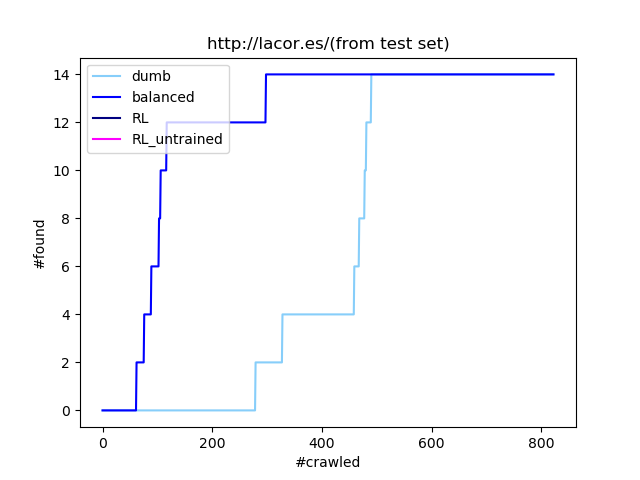 http://lacor.es/(from test set)
dumb
balanced
RL
RL_untrained
#found
14
12
10
8
6
4
2
0
0 200 400 600 800
#crawled